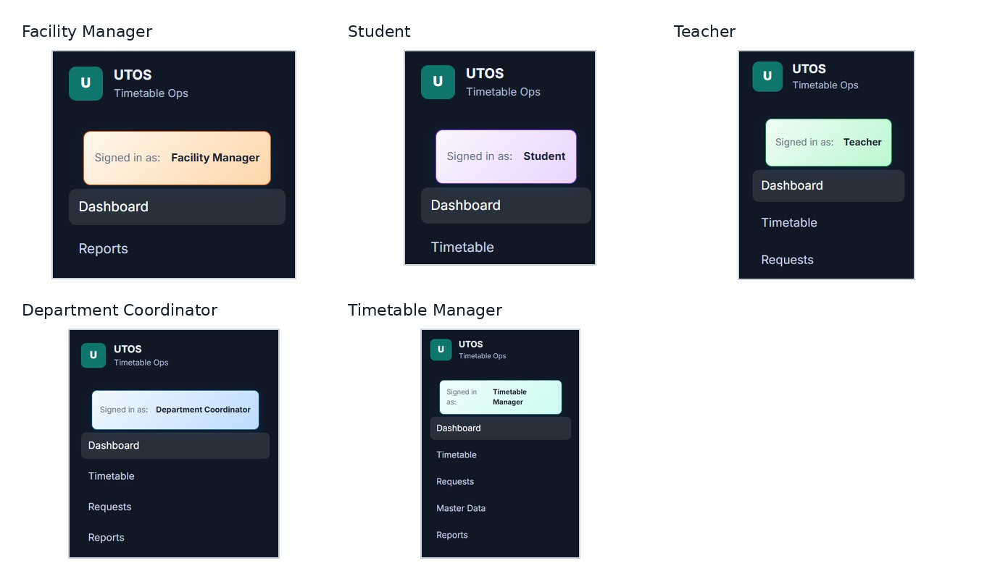 Facility Manager
U
UTOS
Timetable Ops
Signed in as: Facility Manager
Dashboard
Reports
Student
U
UTOS
Timetable Ops
Signed in as: Student
Dashboard
Timetable
Teacher
U
UTOS
Timetable Ops
Signed in as: Teacher
Dashboard
Timetable
Requests
Department Coordinator
U
UTOS
Timetable Ops
Signed in as: Department Coordinator
Dashboard
Timetable
Requests
Reports
Timetable Manager
U
UTOS
Timetable Ops
Signed in as:
Timetable Manager
Dashboard
Timetable
Requests
Master Data
Reports